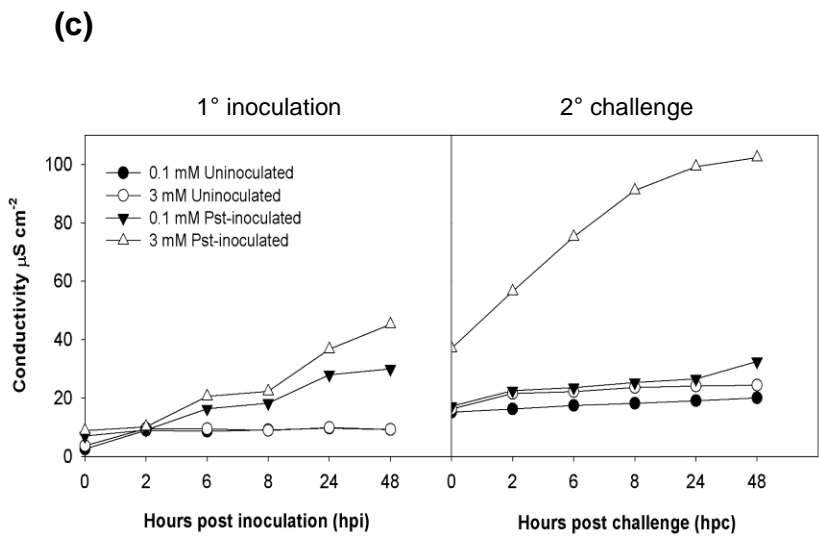 (c)
1° inoculation
2° challenge
100
80
60
40
20
0
Conductivity µS cm⁻²
0.1 mM Uninoculated
3 mM Uninoculated
0.1 mM Pst-inoculated
3 mM Pst-inoculated
0 2 6 8 24 48
0 2 6 8 24 48
Hours post inoculation (hpi)
Hours post challenge (hpc)